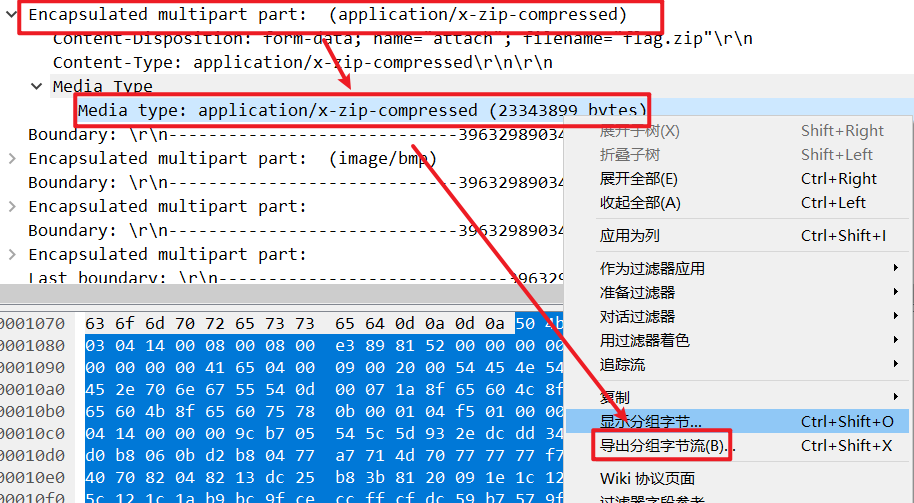 Encapsulated multipart part:  (application/x-zip-compressed)
Content-Disposition: form-data; name="attach"; filename="flag.zip"\r\n
Content-Type: application/x-zip-compressed\r\n\r\n
Media Type
Media type: application/x-zip-compressed (23343899 bytes)
Boundary: \r\n-----------------------------39632989034
Encapsulated multipart part:  (image/bmp)
Boundary: \r\n-----------------------------39632989034
Encapsulated multipart part:
Boundary: \r\n-----------------------------39632989034
Encapsulated multipart part:
Last boundary: \r\n-----------------------------39632989034
展开子树(X) Shift+Right
折叠子树 Shift+Left
展开全部(E) Ctrl+Right
收起全部(A) Ctrl+Left
应用为列 Ctrl+Shift+I
作为过滤器应用
准备过滤器
对话过滤器
用过滤器着色
追踪流
复制
显示分组字节... Ctrl+Shift+O
导出分组字节流(B)... Ctrl+Shift+X
Wiki 协议页面
过滤器字段参考
0001070 63 6f 6d 70 72 65 73 73 65 64 0d 0a 0d 0a 50 4b
0001080 03 04 14 00 08 00 08 00 e3 89 81 52 00 00 00 00
0001090 00 00 00 00 41 65 04 00 09 00 20 00 54 45 4e 54
00010a0 45 2e 70 6e 67 55 54 0d 00 07 1a 8f 65 60 4c 8f
00010b0 65 60 4b 8f 65 60 75 78 0b 00 01 04 f5 01 00 00
00010c0 04 14 00 00 00 9c b7 05 54 5c 5d 93 2e dc dd 34
00010d0 d0 b8 06 0b d2 b8 04 77 a7 71 4d 70 77 77 77 f7
00010e0 40 70 82 04 82 13 dc 25 b8 3b 81 20 09 1e 1c 12
00010f0 5c 12 1c 1a b9 bc 9f ce cc ff cf dc 59 b7 57 9f